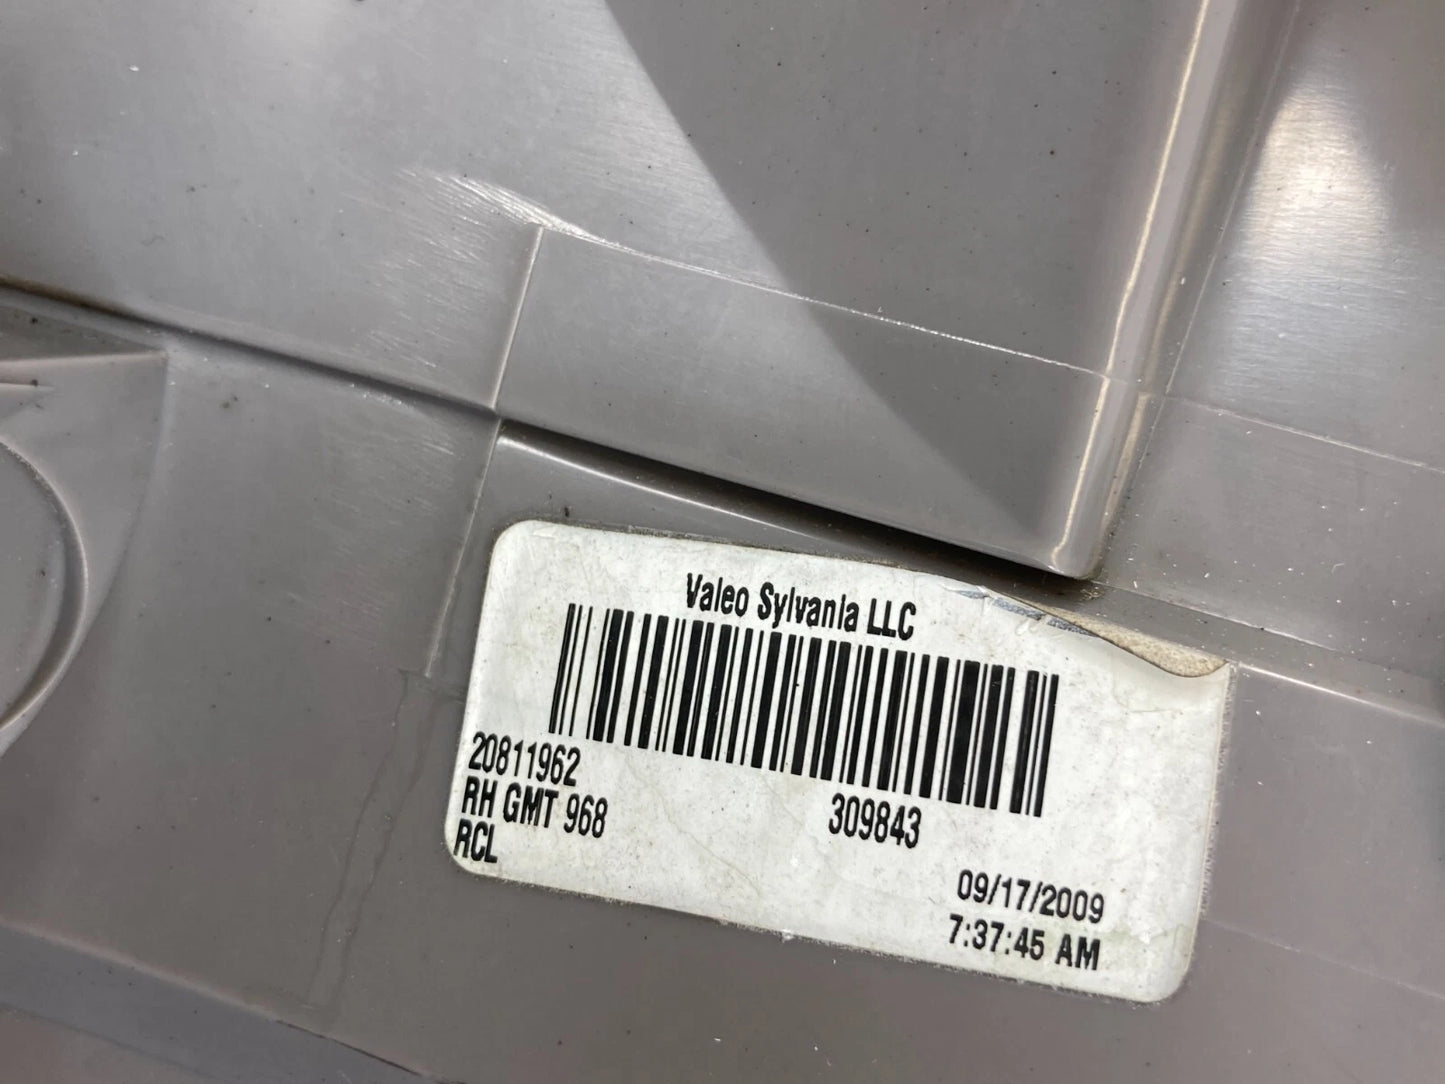 Valeo Sylvania LLC
20811962
RH GMT 968
RCL
309843
09/17/2009
7:37:45 AM